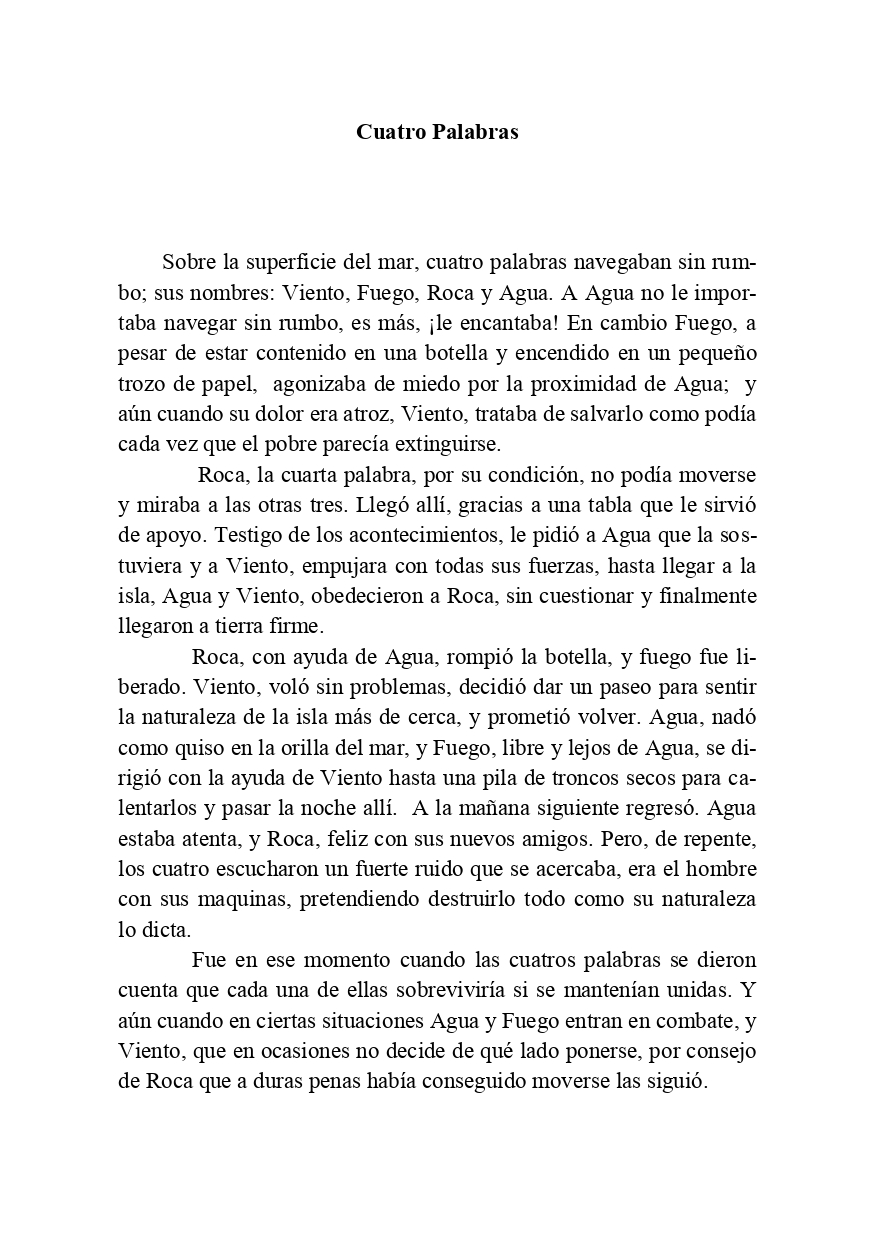 Cuatro Palabras
Sobre la superficie del mar, cuatro palabras navegaban sin rum-
bo; sus nombres: Viento, Fuego, Roca y Agua. A Agua no le impor-
taba navegar sin rumbo, es más, ¡le encantaba! En cambio Fuego, a
pesar de estar contenido en una botella y encendido en un pequeño
trozo de papel,  agonizaba de miedo por la proximidad de Agua;  y
aún cuando su dolor era atroz, Viento, trataba de salvarlo como podía
cada vez que el pobre parecía extinguirse.
Roca, la cuarta palabra, por su condición, no podía moverse
y miraba a las otras tres. Llegó allí, gracias a una tabla que le sirvió
de apoyo. Testigo de los acontecimientos, le pidió a Agua que la sos-
tuviera y a Viento, empujara con todas sus fuerzas, hasta llegar a la
isla, Agua y Viento, obedecieron a Roca, sin cuestionar y finalmente
llegaron a tierra firme.
Roca, con ayuda de Agua, rompió la botella, y fuego fue li-
berado. Viento, voló sin problemas, decidió dar un paseo para sentir
la naturaleza de la isla más de cerca, y prometió volver. Agua, nadó
como quiso en la orilla del mar, y Fuego, libre y lejos de Agua, se di-
rigió con la ayuda de Viento hasta una pila de troncos secos para ca-
lentarlos y pasar la noche allí.  A la mañana siguiente regresó. Agua
estaba atenta, y Roca, feliz con sus nuevos amigos. Pero, de repente,
los cuatro escucharon un fuerte ruido que se acercaba, era el hombre
con sus maquinas, pretendiendo destruirlo todo como su naturaleza
lo dicta.
Fue en ese momento cuando las cuatros palabras se dieron
cuenta que cada una de ellas sobreviviría si se mantenían unidas. Y
aún cuando en ciertas situaciones Agua y Fuego entran en combate, y
Viento, que en ocasiones no decide de qué lado ponerse, por consejo
de Roca que a duras penas había conseguido moverse las siguió.